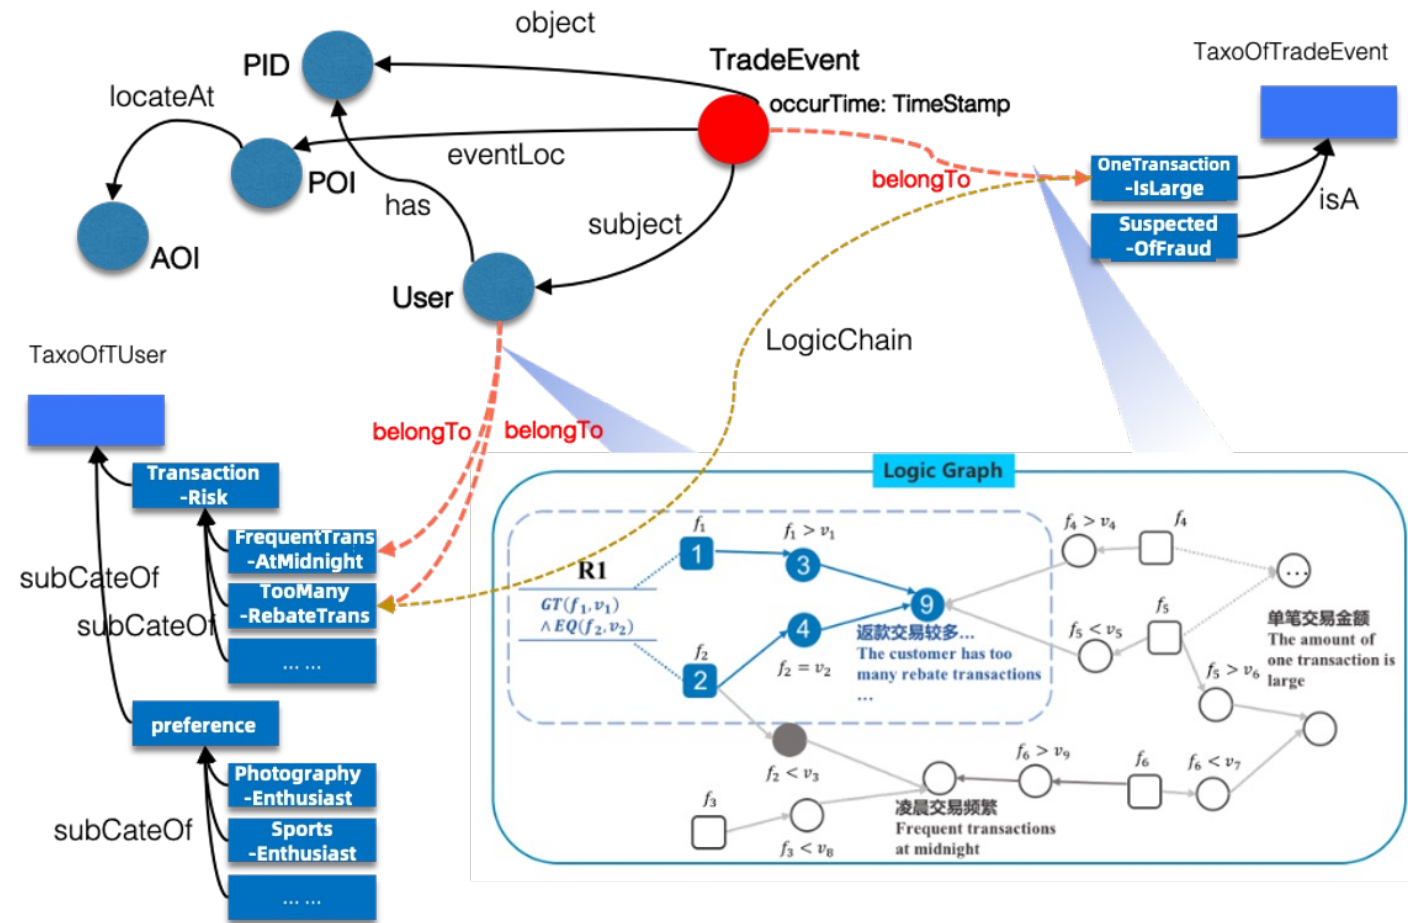 object
PID
TradeEvent
TaxoOfTradeEvent
locateAt
occurTime: TimeStamp
eventLoc
POI
belongTo
OneTransaction
-IsLarge
has
subject
isA
Suspected
-OfFraud
AOI
User
LogicChain
TaxoOfTUser
belongTo
belongTo
Transaction
-Risk
FrequentTrans
-AtMidnight
subCateOf
TooMany
-RebateTrans
subCateOf
... ...
preference
Photography
-Enthusiast
subCateOf
Sports
-Enthusiast
... ...
Logic Graph
R1
GT(f₁,v₁)
∧ EQ(f₂,v₂)
f₁
1
f₁ > v₁
3
f₂
2
4
f₂ = v₂
9
返款交易较多...
The customer has too
many rebate transactions
...
f₄ > v₄
f₄
...
f₅ < v₅
f₅
单笔交易金额
The amount of
one transaction is
large
f₅ > v₆
f₂ < v₃
f₆ > v₉
f₆
f₆ < v₇
f₃
f₃ < v₈
凌晨交易频繁
Frequent transactions
at midnight